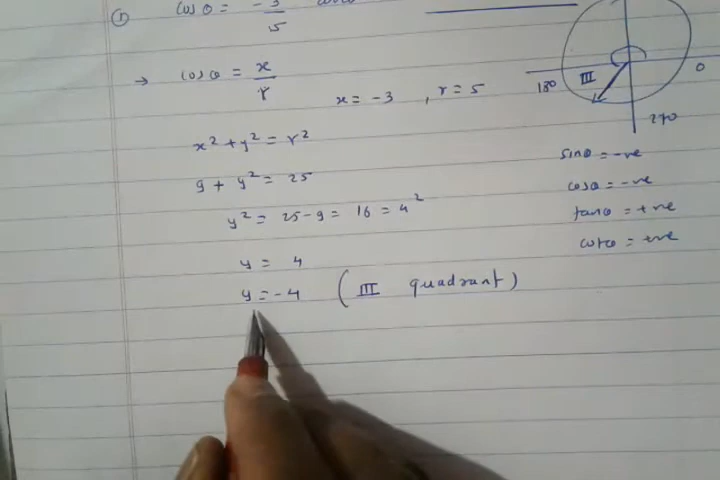 ① cos θ = -3/5
→ cos θ = x/r
x = -3 , r = 5
x² + y² = r²
9 + y² = 25
y² = 25 - 9 = 16 = 4²
y = 4
y = -4 ( III quadrant )
III
180
0
270
sin θ = -ve
cos θ = -ve
tan θ = +ve
cot θ = +ve